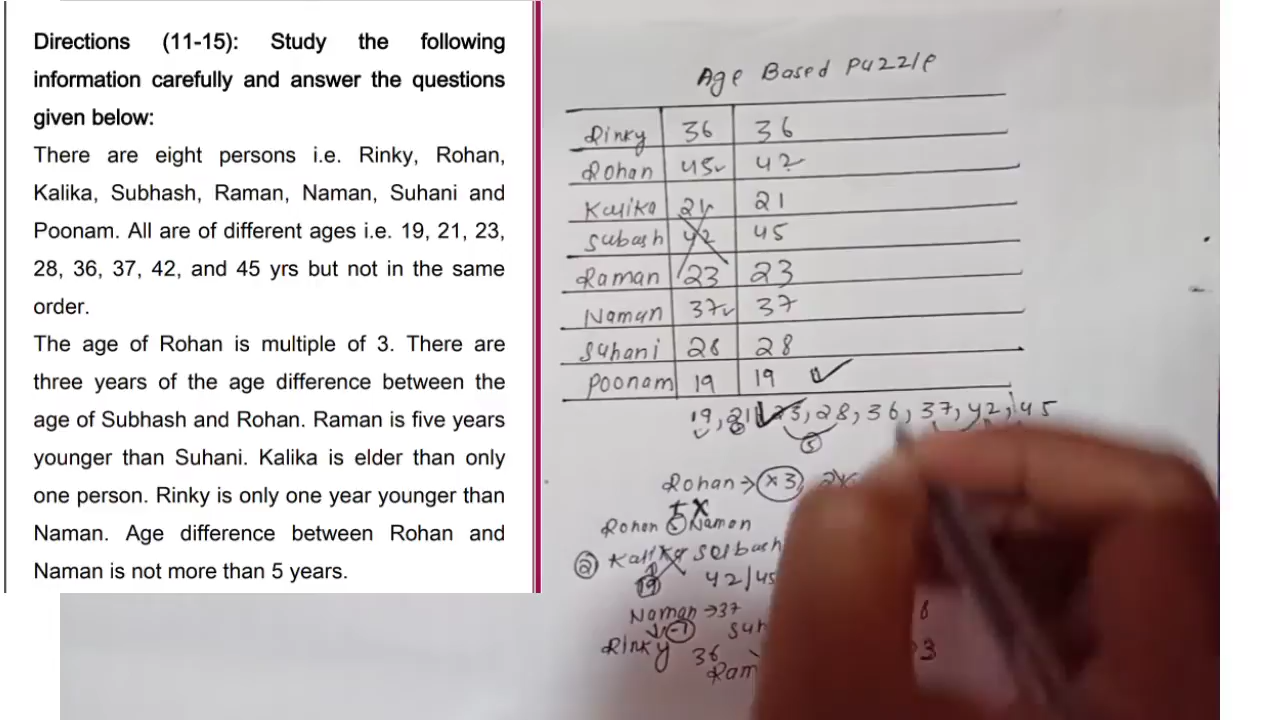 Directions (11-15): Study the following
information carefully and answer the questions
given below:
There are eight persons i.e. Rinky, Rohan,
Kalika, Subhash, Raman, Naman, Suhani and
Poonam. All are of different ages i.e. 19, 21, 23,
28, 36, 37, 42, and 45 yrs but not in the same
order.
The age of Rohan is multiple of 3. There are
three years of the age difference between the
age of Subhash and Rohan. Raman is five years
younger than Suhani. Kalika is elder than only
one person. Rinky is only one year younger than
Naman. Age difference between Rohan and
Naman is not more than 5 years.
Age Based Puzzle
Rinky 36 36
Rohan 45 42
Kalika 21 21
Subash 42 45
Raman 23 23
Naman 37 37
Suhani 28 28
Poonam 19 19
19, 21, 23, 28, 36, 37, 42, 45
5
Rohan → ×3
5 ×
Rohan Naman
2 Kalika Subash
19 42/45
Naman → 37
-1
Rinky 36